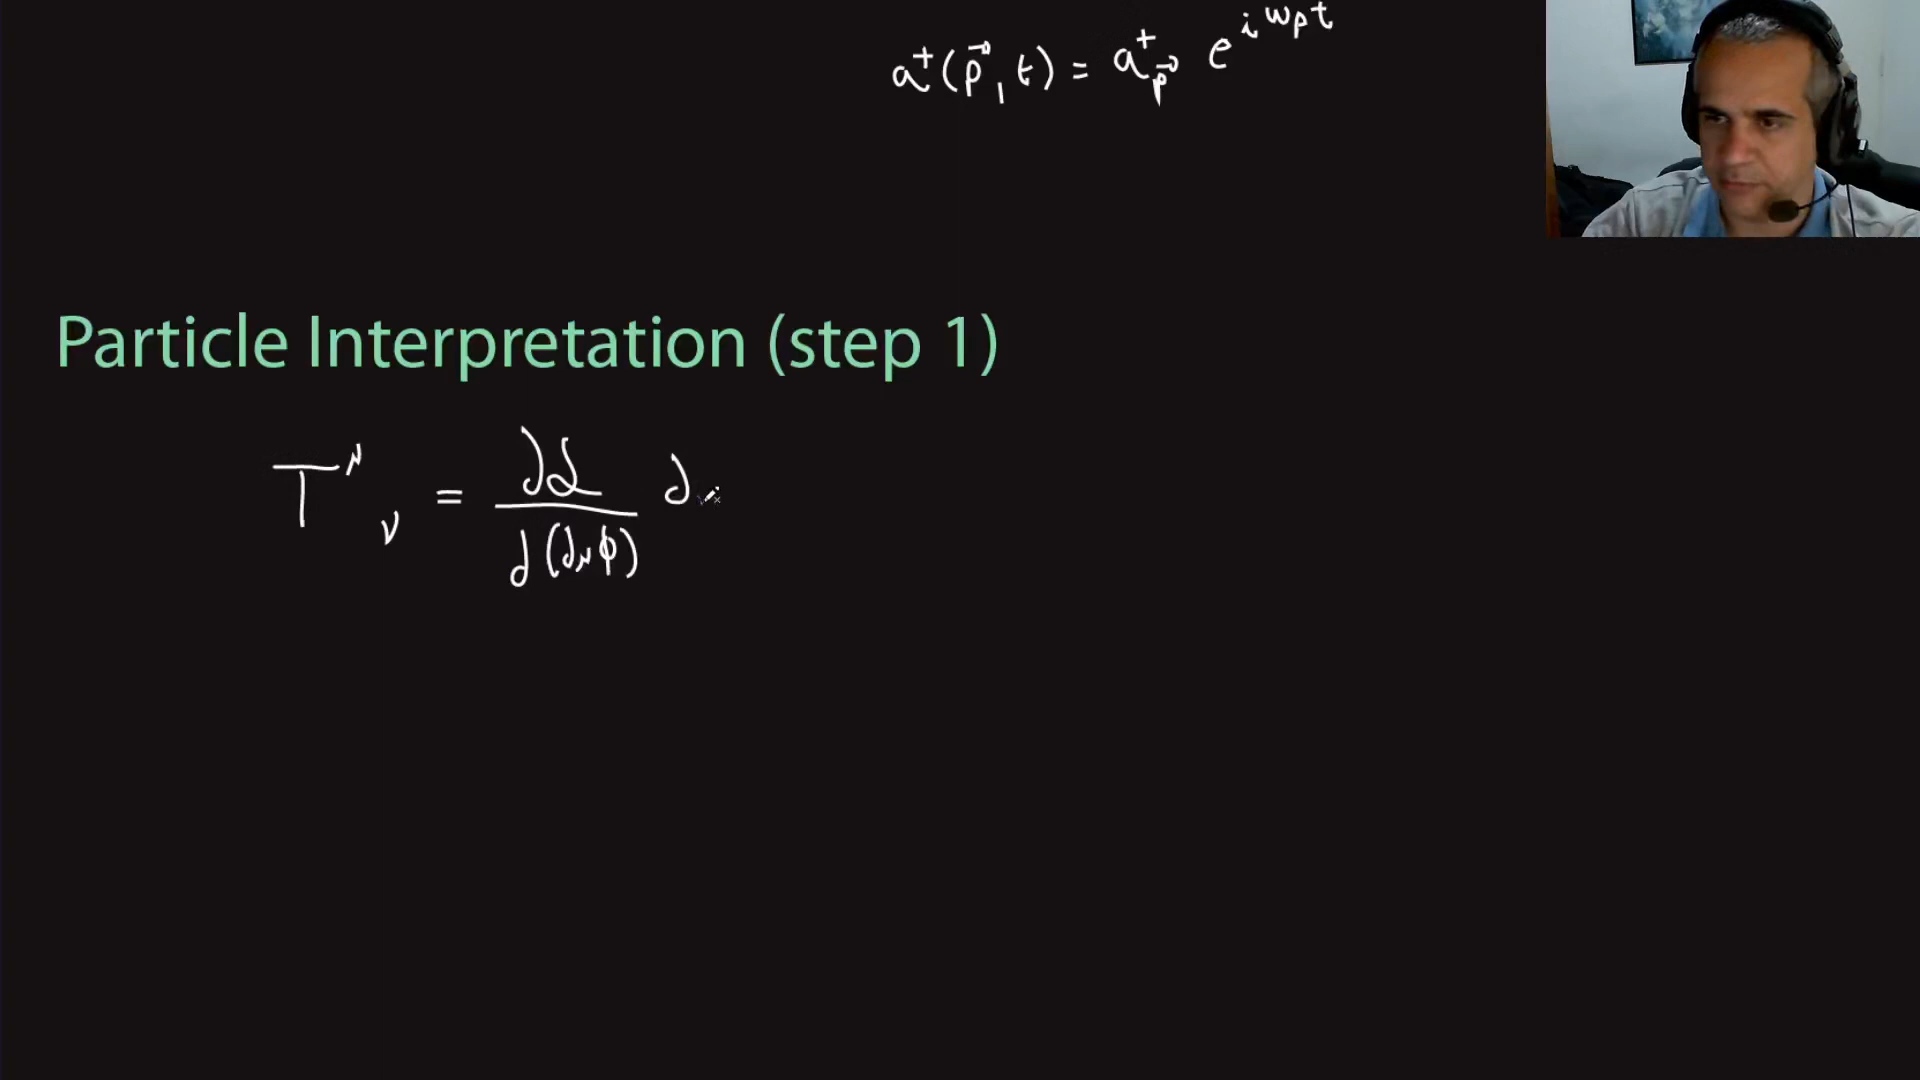 a⁺(p⃗, t) = a⁺_p⃗ e^{iω_p t}
Particle Interpretation (step 1)
T^μ_ν = ∂ℒ / ∂(∂_μ ϕ) ∂